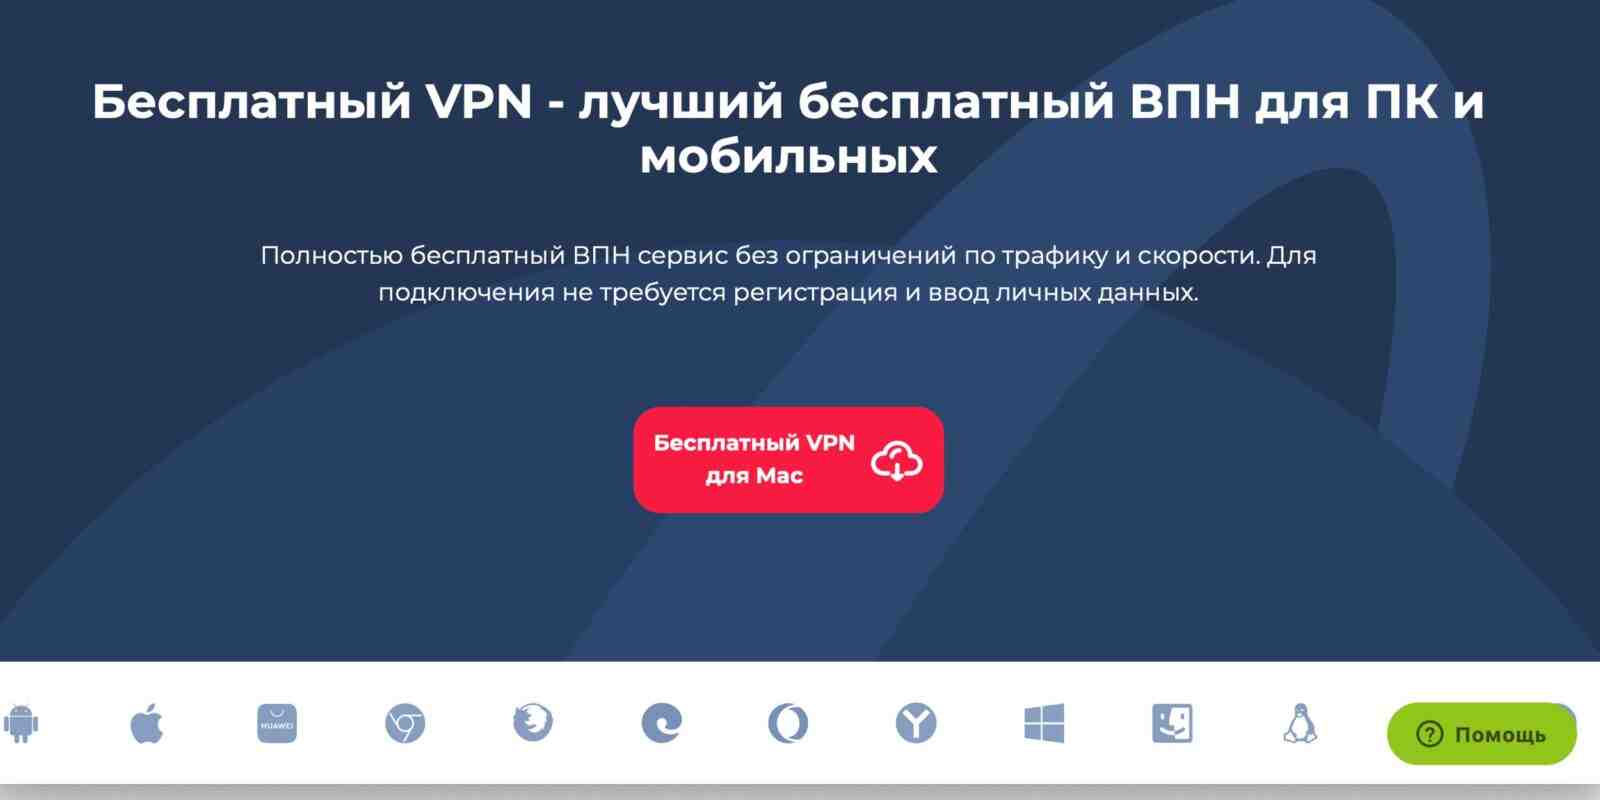 Бесплатный VPN - лучший бесплатный ВПН для ПК и
мобильных
Полностью бесплатный ВПН сервис без ограничений по трафику и скорости. Для
подключения не требуется регистрация и ввод личных данных.
Бесплатный VPN
для Mac
HUAWEI
Помощь